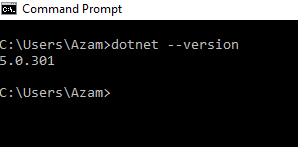 Command Prompt
C:\Users\Azam>dotnet --version
5.0.301
C:\Users\Azam>